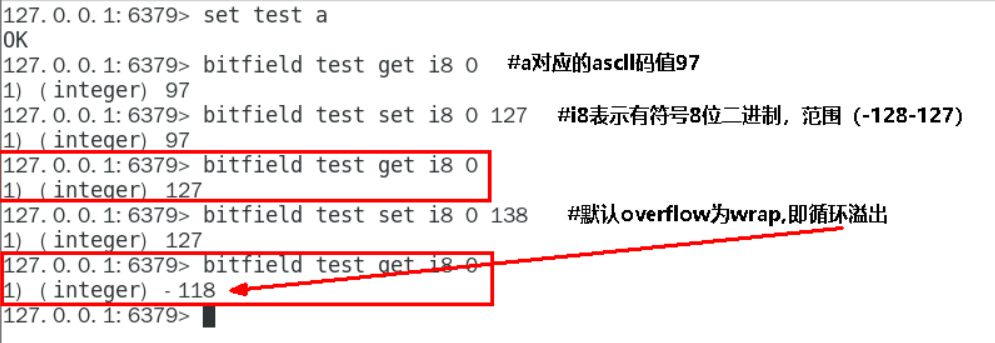 127.0.0.1:6379> set test a
OK
127.0.0.1:6379> bitfield test get i8 0 #a对应的ascll码值97
1) (integer) 97
127.0.0.1:6379> bitfield test set i8 0 127 #i8表示有符号8位二进制，范围（-128-127）
1) (integer) 97
127.0.0.1:6379> bitfield test get i8 0
1) (integer) 127
127.0.0.1:6379> bitfield test set i8 0 138 #默认overflow为wrap,即循环溢出
1) (integer) 127
127.0.0.1:6379> bitfield test get i8 0
1) (integer) -118
127.0.0.1:6379>